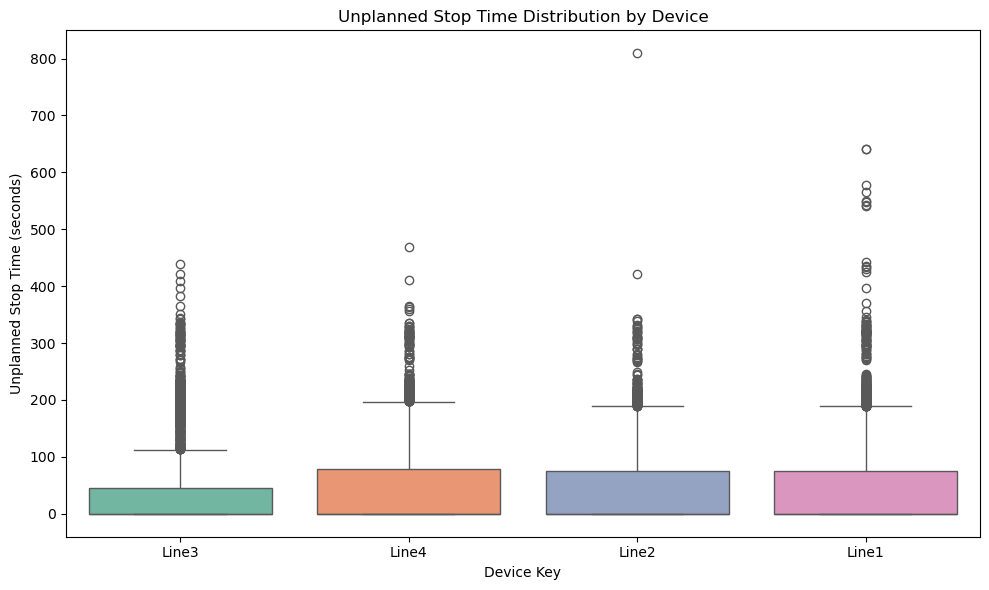 Unplanned Stop Time Distribution by Device
Unplanned Stop Time (seconds)
800
700
600
500
400
300
200
100
0
Line3 Line4 Line2 Line1
Device Key